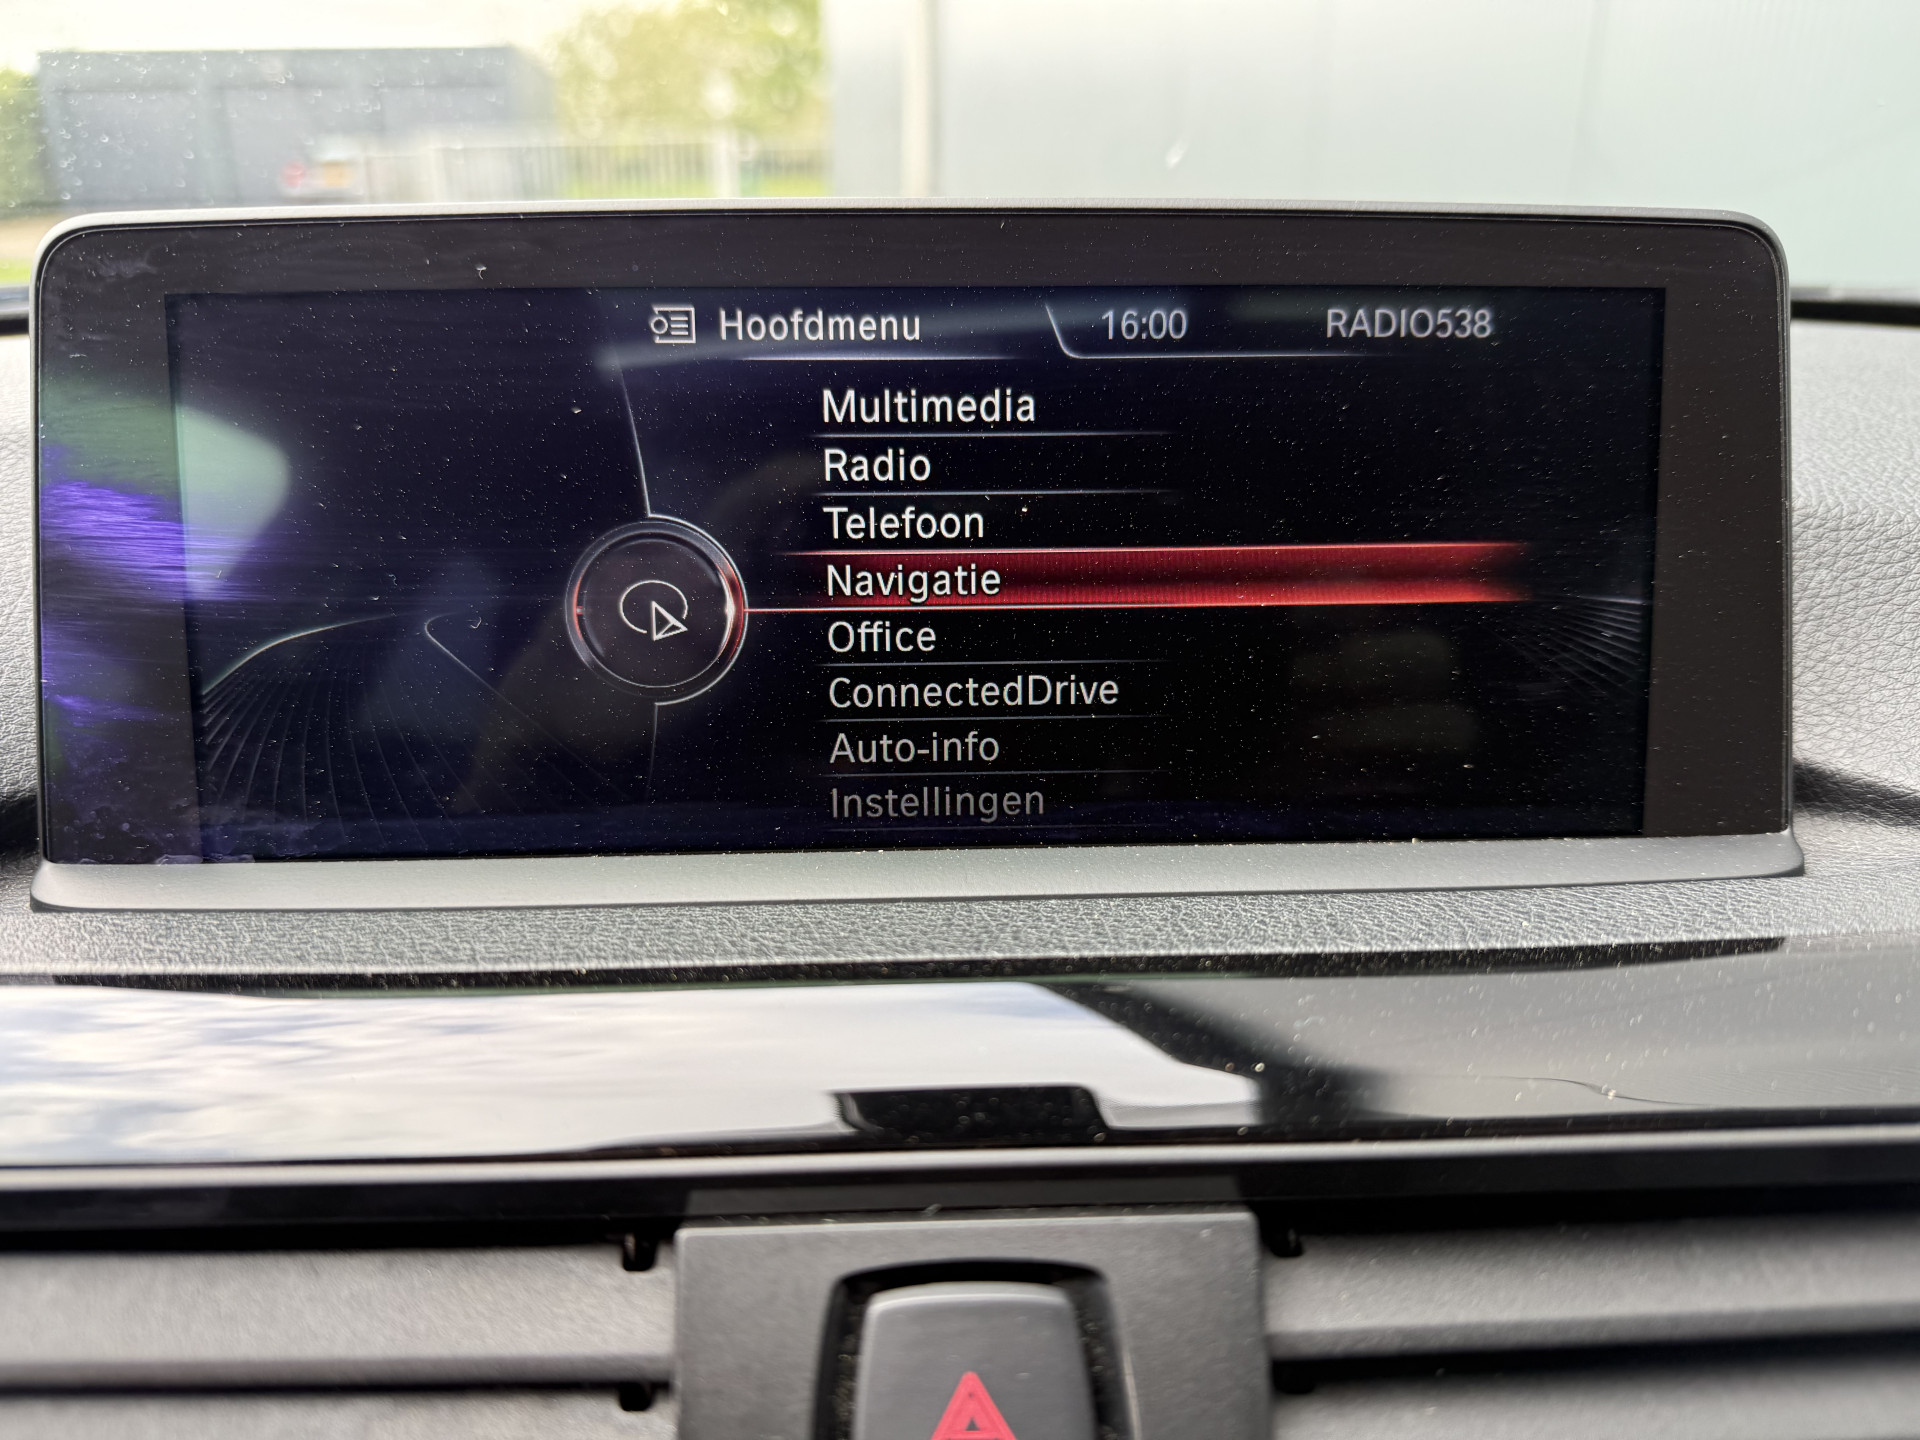 Hoofdmenu 16:00 RADIO538
Multimedia
Radio
Telefoon
Navigatie
Office
ConnectedDrive
Auto-info
Instellingen